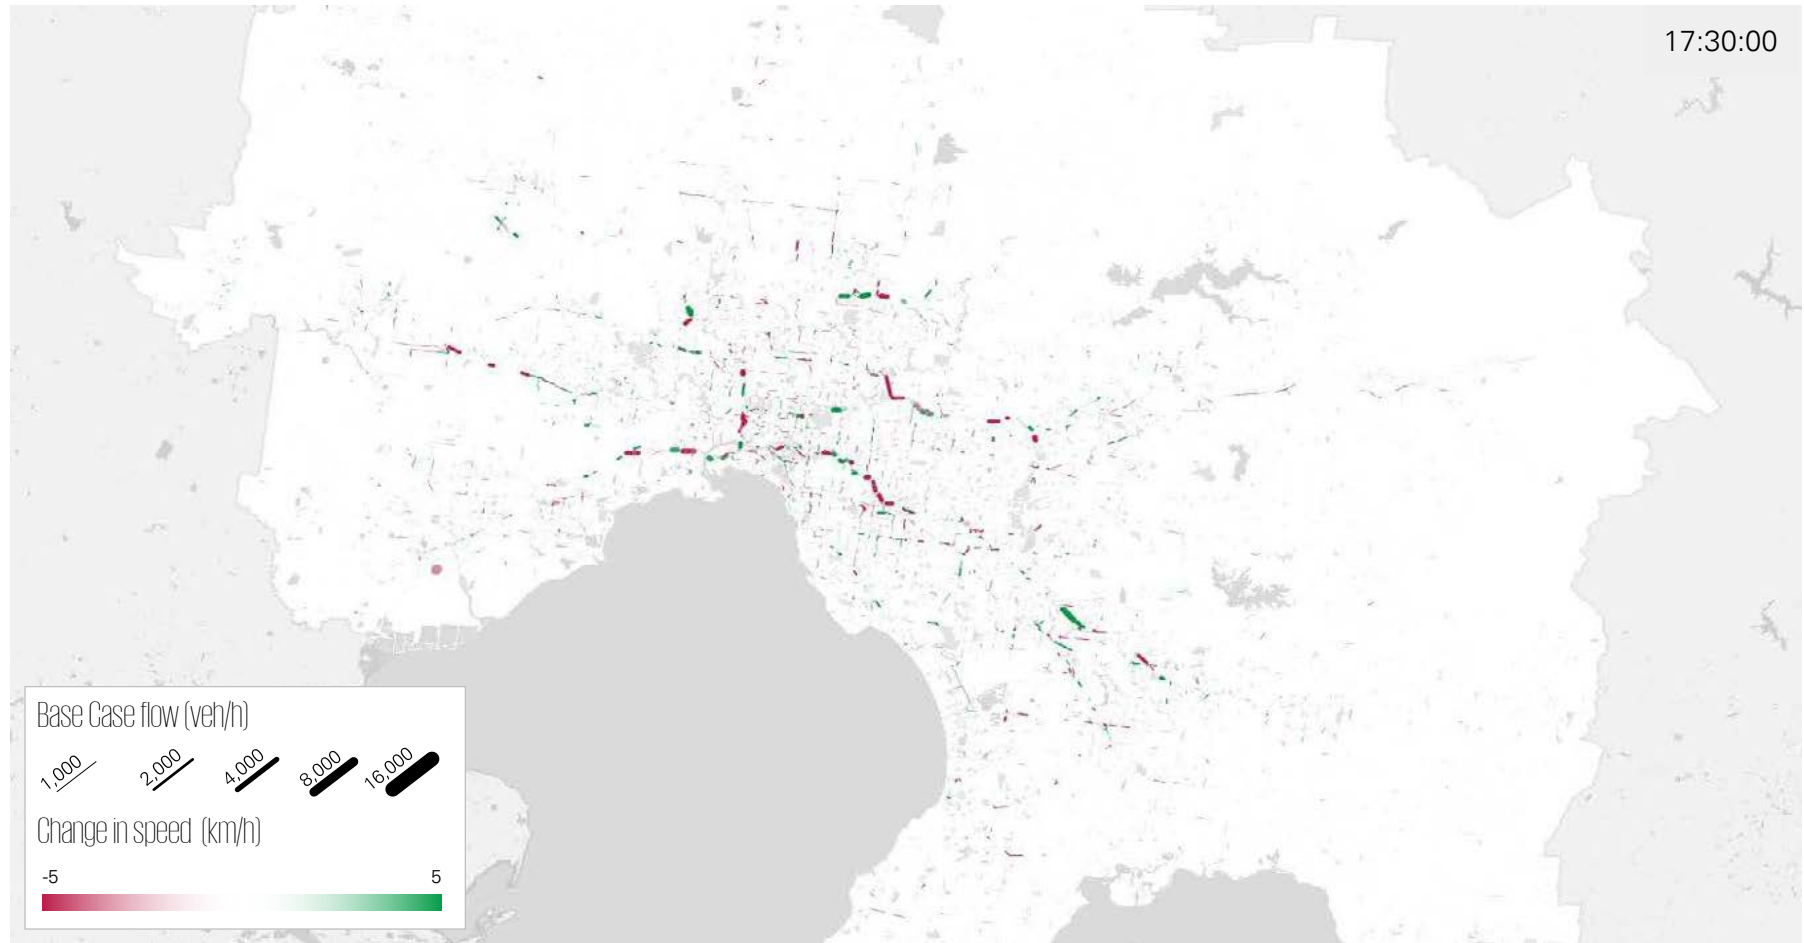 17:30:00
Base Case flow (veh/h)
1,000 2,000 4,000 8,000 16,000
Change in speed (km/h)
-5 5